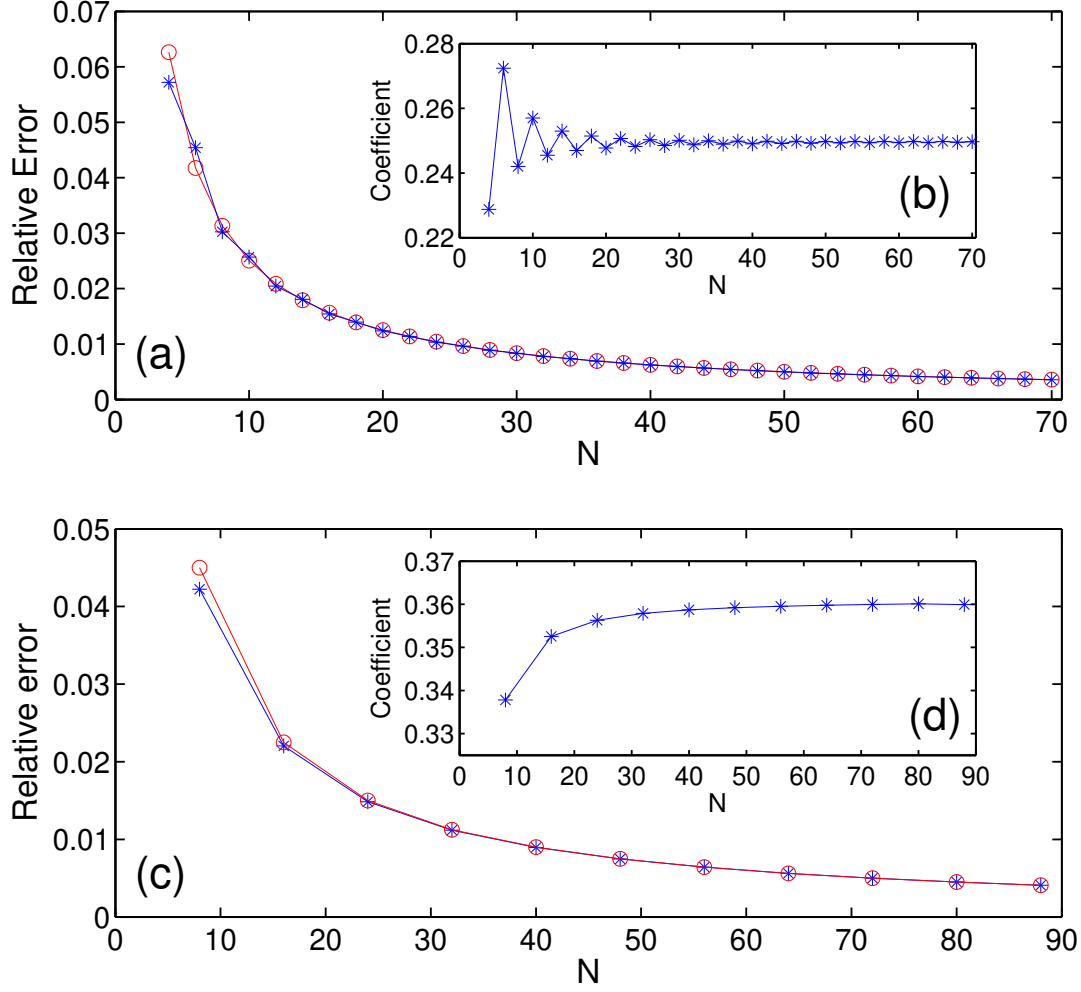 0.07
0.06
0.05
0.04
0.03
0.02
0.01
0
Relative Error
(a)
0 10 20 30 40 50 60 70
N
0.28
0.26
0.24
0.22
Coefficient
(b)
0 10 20 30 40 50 60 70
N
0.05
0.04
0.03
0.02
0.01
0
Relative error
(c)
0 10 20 30 40 50 60 70 80 90
N
0.37
0.36
0.35
0.34
0.33
Coefficient
(d)
0 10 20 30 40 50 60 70 80 90
N